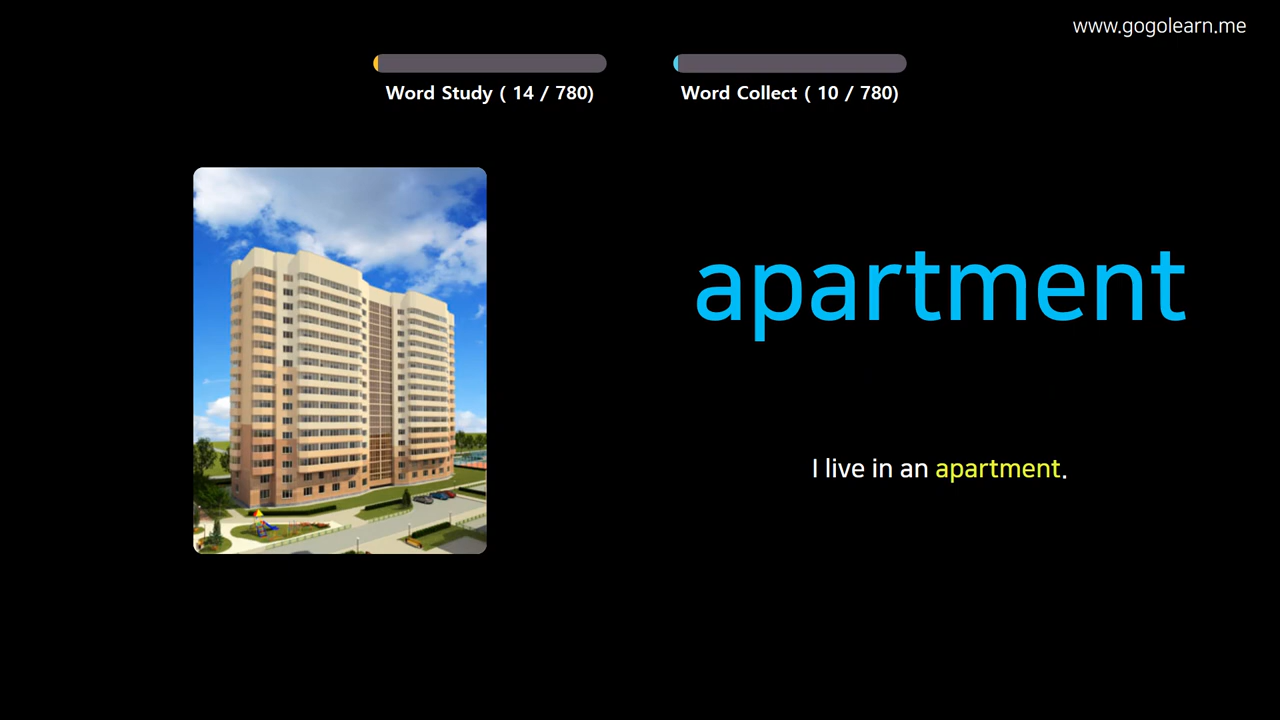 www.gogolearn.me
Word Study ( 14 / 780)
Word Collect ( 10 / 780)
apartment
I live in an apartment.